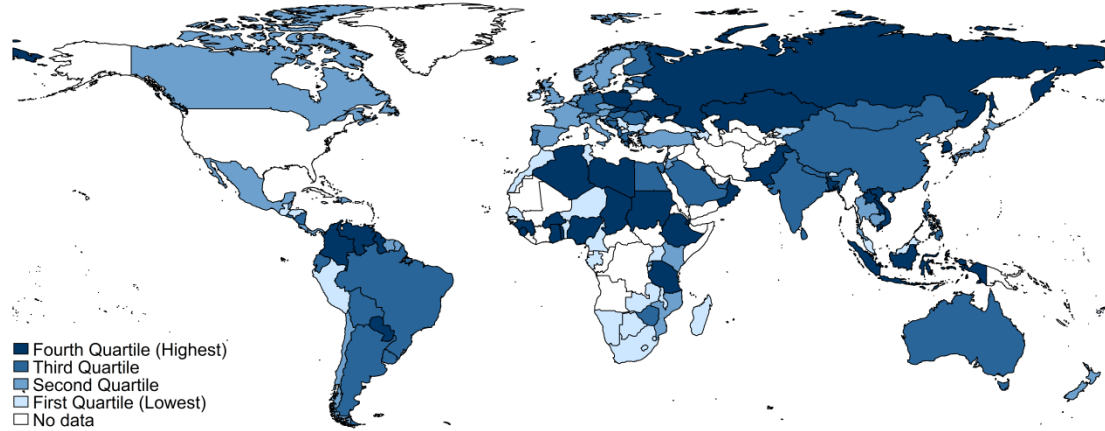 Fourth Quartile (Highest)
Third Quartile
Second Quartile
First Quartile (Lowest)
No data